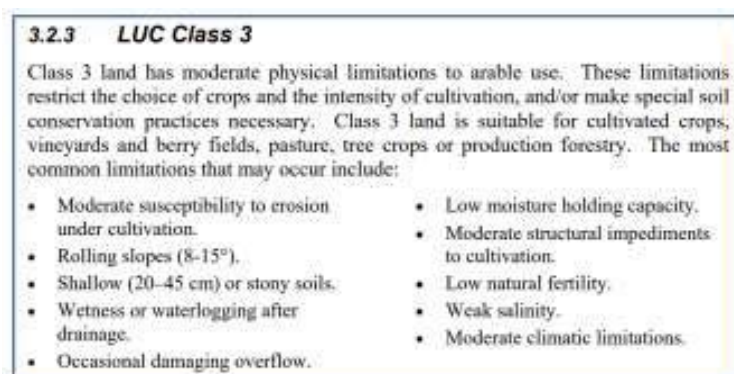 3.2.3 LUC Class 3
Class 3 land has moderate physical limitations to arable use. These limitations
restrict the choice of crops and the intensity of cultivation, and/or make special soil
conservation practices necessary. Class 3 land is suitable for cultivated crops,
vineyards and berry fields, pasture, tree crops or production forestry. The most
common limitations that may occur include:
• Moderate susceptibility to erosion
under cultivation.
• Rolling slopes (8-15°).
• Shallow (20–45 cm) or stony soils.
• Wetness or waterlogging after
drainage.
• Occasional damaging overflow.
• Low moisture holding capacity.
• Moderate structural impediments
to cultivation.
• Low natural fertility.
• Weak salinity.
• Moderate climatic limitations.